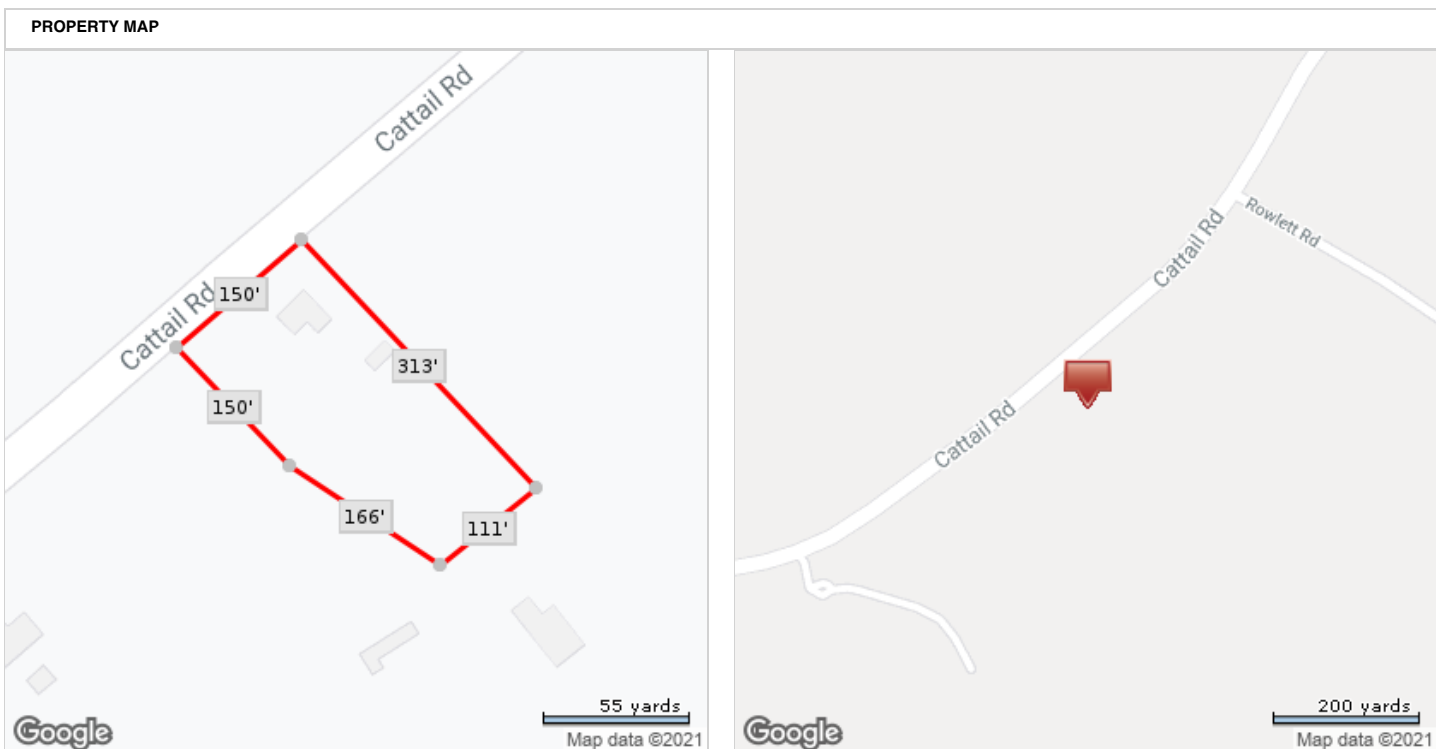 PROPERTY MAP
Cattail Rd
150'
Cattail Rd
313'
150'
166'
111'
55 yards
Google
Map data ©2021
Rowlett Rd
Cattail Rd
Cattail Rd
200 yards
Google
Map data ©2021